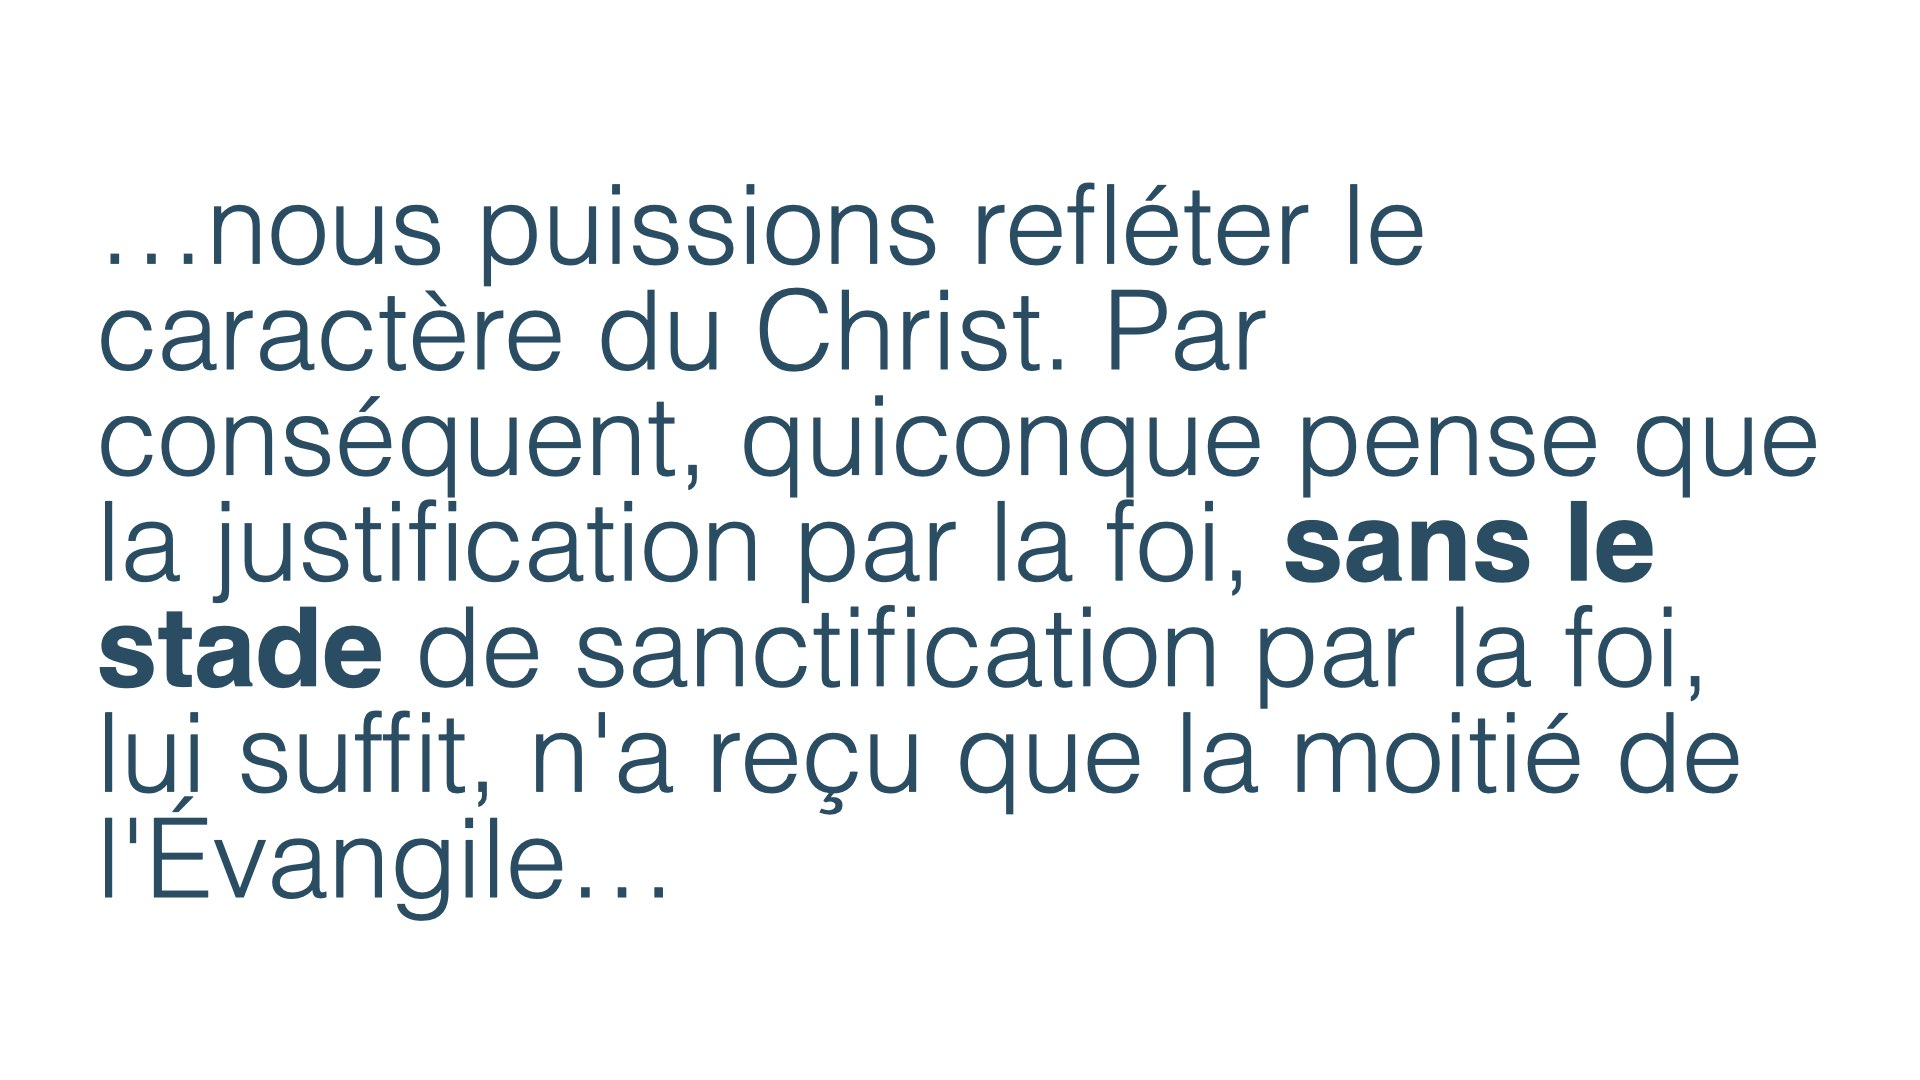 …nous puissions refléter le
caractère du Christ. Par
conséquent, quiconque pense que
la justification par la foi, sans le
stade de sanctification par la foi,
lui suffit, n'a reçu que la moitié de
l'Évangile…